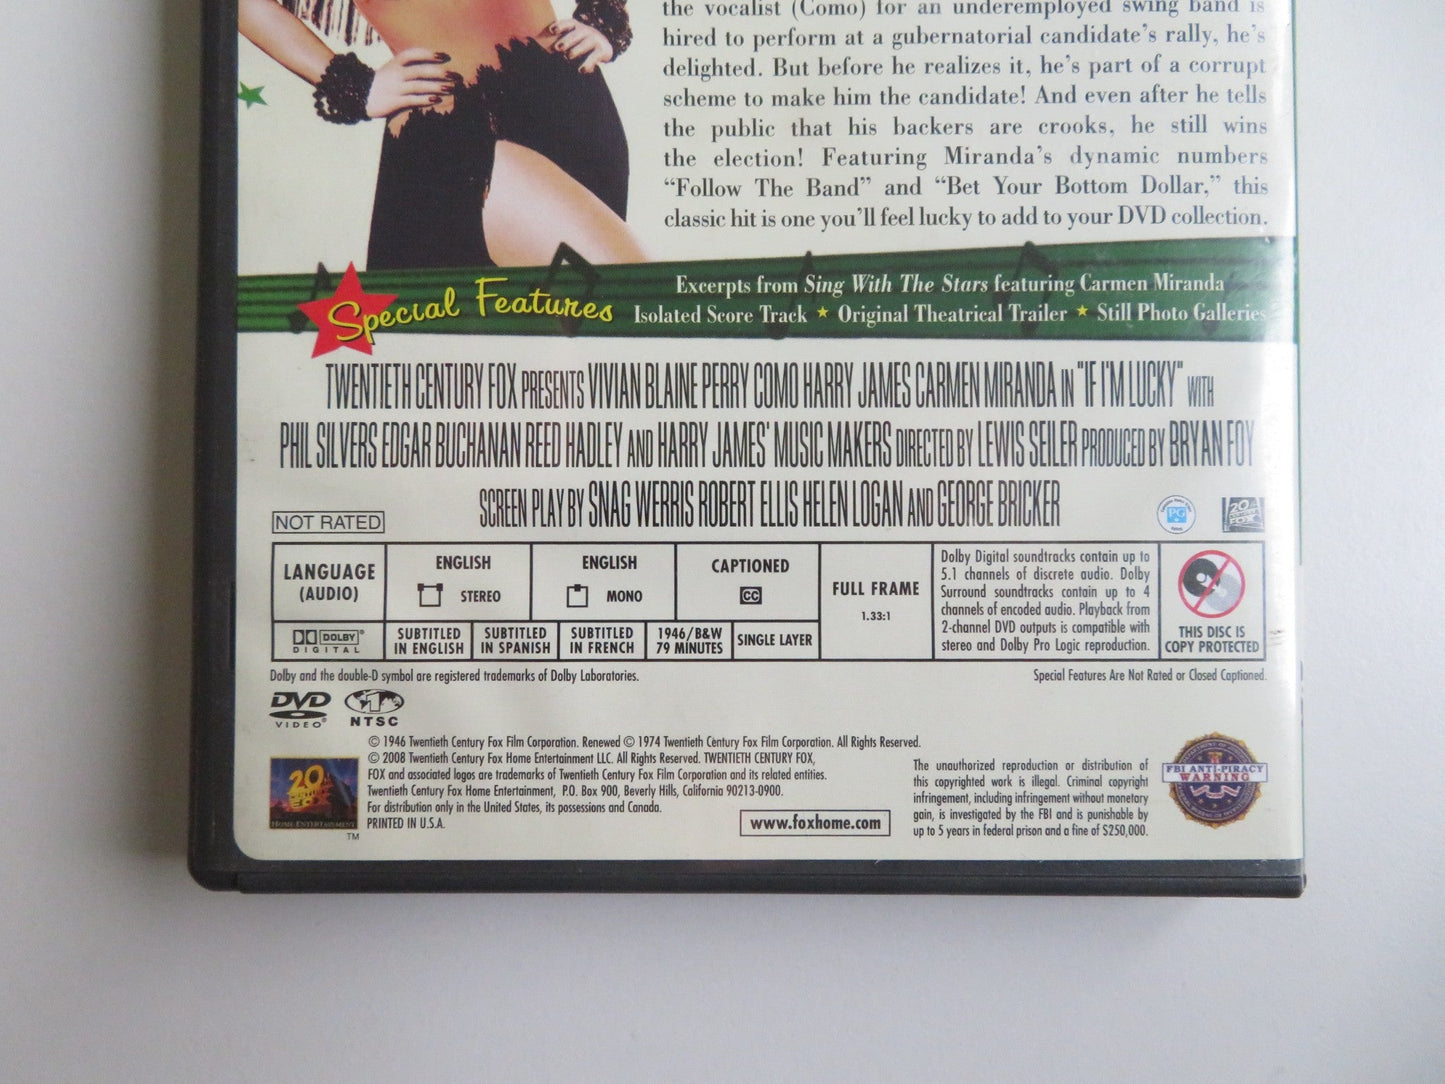 the vocalist (Como) for an underemployed swing band is
hired to perform at a gubernatorial candidate's rally, he's
delighted. But before he realizes it, he's part of a corrupt
scheme to make him the candidate! And even after he tells
the public that his backers are crooks, he still wins
the election! Featuring Miranda's dynamic numbers
“Follow The Band” and “Bet Your Bottom Dollar,” this
classic hit is one you'll feel lucky to add to your DVD collection.
Special Features
Excerpts from Sing With The Stars featuring Carmen Miranda
Isolated Score Track ★ Original Theatrical Trailer ★ Still Photo Galleries
TWENTIETH CENTURY FOX PRESENTS VIVIAN BLAINE PERRY COMO HARRY JAMES CARMEN MIRANDA IN "IF I'M LUCKY" WITH
PHIL SILVERS EDGAR BUCHANAN REED HADLEY AND HARRY JAMES' MUSIC MAKERS DIRECTED BY LEWIS SEILER PRODUCED BY BRYAN FOY
SCREEN PLAY BY SNAG WERRIS ROBERT ELLIS HELEN LOGAN AND GEORGE BRICKER
NOT RATED
PG
20TH CENTURY FOX
LANGUAGE
(AUDIO)
ENGLISH
STEREO
ENGLISH
MONO
CAPTIONED
CC
FULL FRAME
1.33:1
Dolby Digital soundtracks contain up to
5.1 channels of discrete audio. Dolby
Surround soundtracks contain up to 4
channels of encoded audio. Playback from
2-channel DVD outputs is compatible with
stereo and Dolby Pro Logic reproduction.
THIS DISC IS
COPY PROTECTED
DOLBY®
DIGITAL
SUBTITLED
IN ENGLISH
SUBTITLED
IN SPANISH
SUBTITLED
IN FRENCH
1946/B&W
79 MINUTES
SINGLE LAYER
Dolby and the double-D symbol are registered trademarks of Dolby Laboratories.
Special Features Are Not Rated or Closed Captioned.
DVD
VIDEO®
1
NTSC
© 1946 Twentieth Century Fox Film Corporation. Renewed © 1974 Twentieth Century Fox Film Corporation. All Rights Reserved.
© 2008 Twentieth Century Fox Home Entertainment LLC. All Rights Reserved. TWENTIETH CENTURY FOX,
FOX and associated logos are trademarks of Twentieth Century Fox Film Corporation and its related entities.
Twentieth Century Fox Home Entertainment, P.O. Box 900, Beverly Hills, California 90213-0900.
For distribution only in the United States, its possessions and Canada.
PRINTED IN U.S.A.
20TH CENTURY FOX
HOME ENTERTAINMENT
TM
www.foxhome.com
The unauthorized reproduction or distribution of
this copyrighted work is illegal. Criminal copyright
infringement, including infringement without monetary
gain, is investigated by the FBI and is punishable by
up to 5 years in federal prison and a fine of $250,000.
FBI ANTI-PIRACY
WARNING